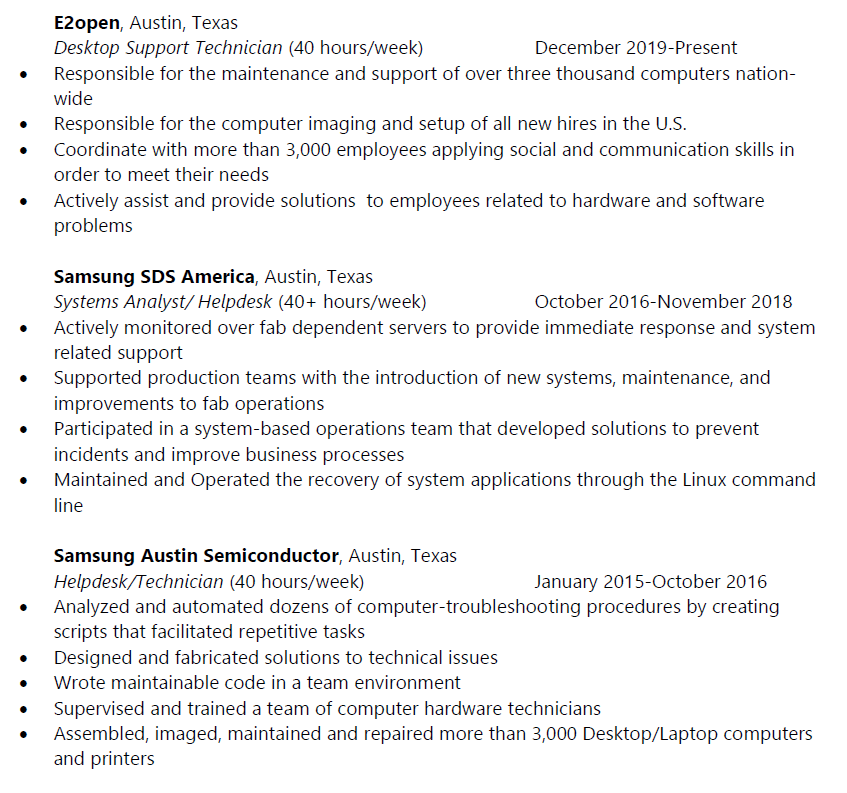 E2open, Austin, Texas
Desktop Support Technician (40 hours/week) December 2019-Present
• Responsible for the maintenance and support of over three thousand computers nation-
wide
• Responsible for the computer imaging and setup of all new hires in the U.S.
• Coordinate with more than 3,000 employees applying social and communication skills in
order to meet their needs
• Actively assist and provide solutions  to employees related to hardware and software
problems
Samsung SDS America, Austin, Texas
Systems Analyst/ Helpdesk (40+ hours/week) October 2016-November 2018
• Actively monitored over fab dependent servers to provide immediate response and system
related support
• Supported production teams with the introduction of new systems, maintenance, and
improvements to fab operations
• Participated in a system-based operations team that developed solutions to prevent
incidents and improve business processes
• Maintained and Operated the recovery of system applications through the Linux command
line
Samsung Austin Semiconductor, Austin, Texas
Helpdesk/Technician (40 hours/week) January 2015-October 2016
• Analyzed and automated dozens of computer-troubleshooting procedures by creating
scripts that facilitated repetitive tasks
• Designed and fabricated solutions to technical issues
• Wrote maintainable code in a team environment
• Supervised and trained a team of computer hardware technicians
• Assembled, imaged, maintained and repaired more than 3,000 Desktop/Laptop computers
and printers